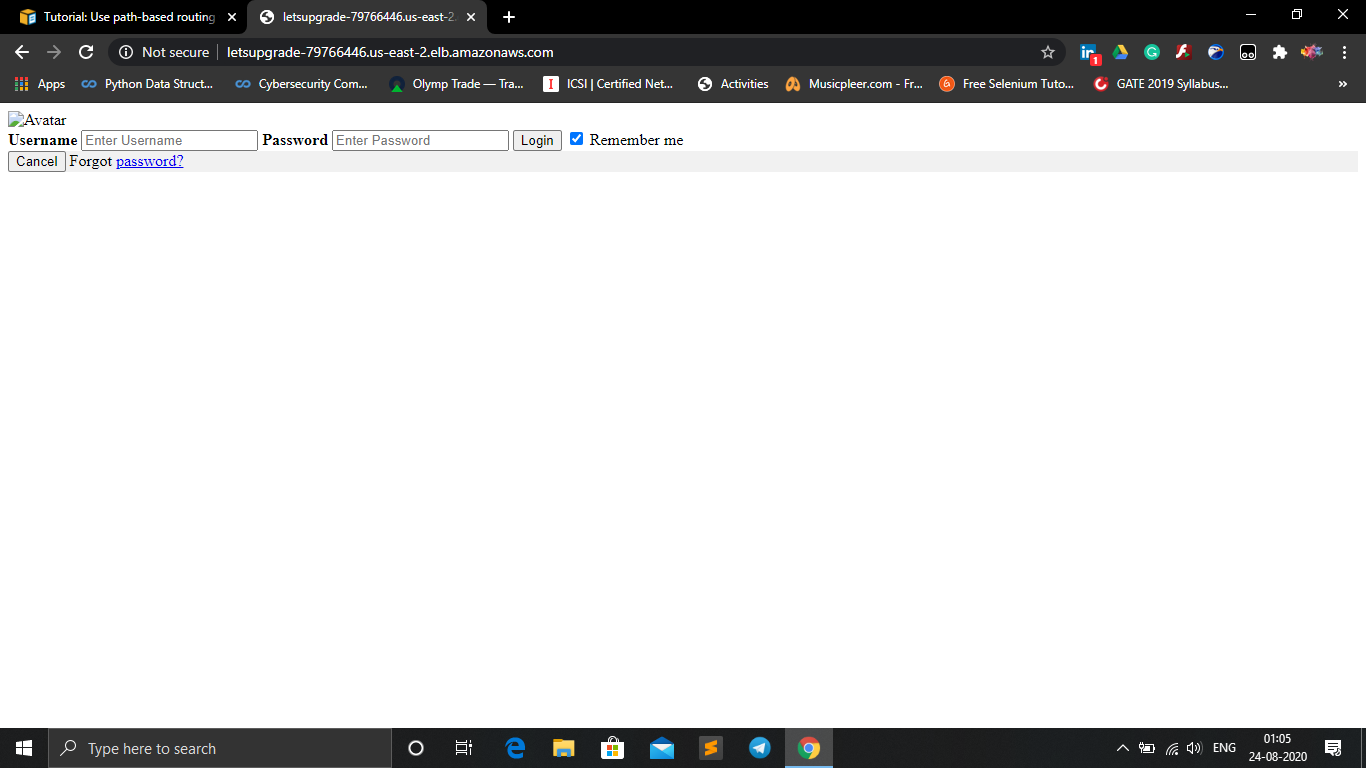 Tutorial: Use path-based routing
letsupgrade-79766446.us-east-2.
Not secure letsupgrade-79766446.us-east-2.elb.amazonaws.com
1
Apps Python Data Struct... Cybersecurity Com... Olymp Trade — Tra... I ICSI | Certified Net... Activities Musicpleer.com - Fr... Free Selenium Tuto... GATE 2019 Syllabus... »
Avatar
Username Enter Username Password Enter Password Login Remember me
Cancel Forgot password?
Type here to search
ENG
01:05
24-08-2020